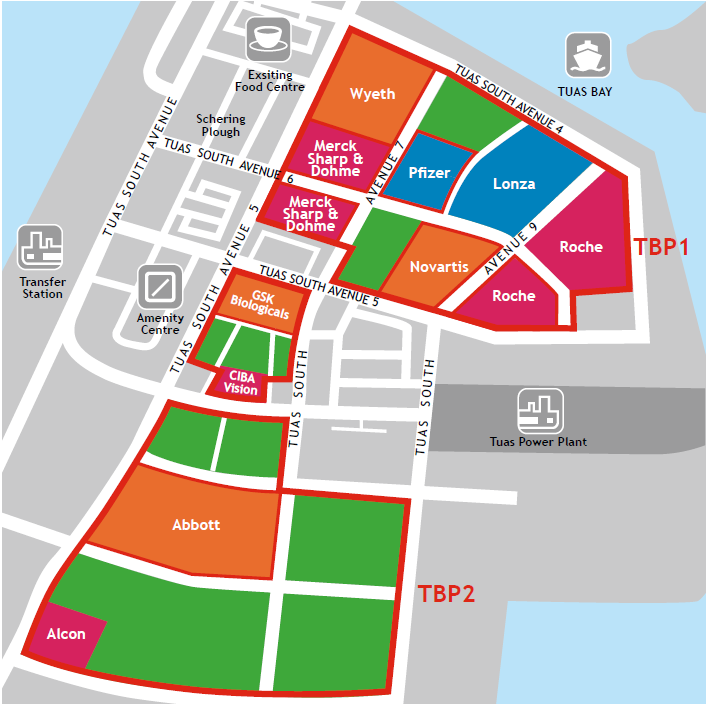 Exsiting
Food Centre
Wyeth
TUAS SOUTH AVENUE 4
TUAS BAY
Schering
Plough
TUAS SOUTH AVENUE
TUAS SOUTH AVENUE 6
Merck
Sharp &
Dohme
AVENUE 7
Pfizer
Lonza
Merck
Sharp &
Dohme
TUAS SOUTH AVENUE 5
Roche
TBP1
AVENUE 9
Novartis
Roche
Transfer
Station
Amenity
Centre
TUAS SOUTH AVENUE 5
GSK
Biologicals
CIBA
Vision
TUAS SOUTH
TUAS SOUTH
Tuas Power Plant
Abbott
TBP2
Alcon